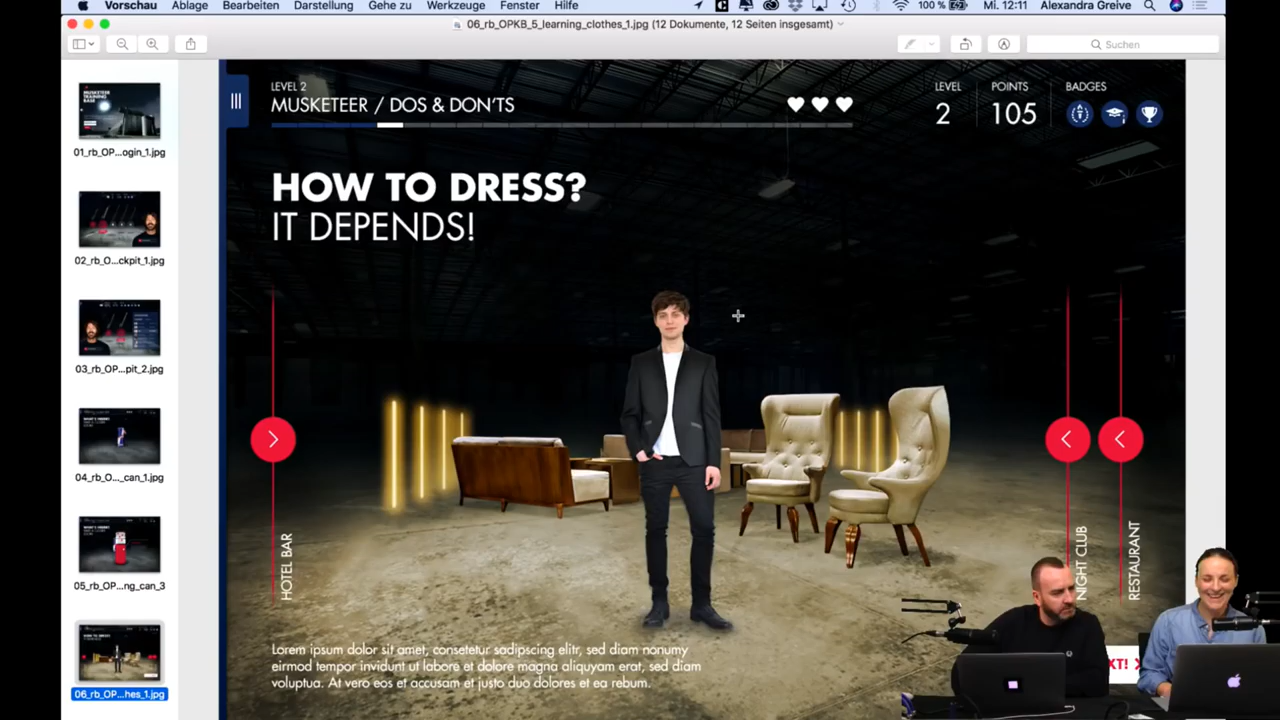 Vorschau Ablage Bearbeiten Darstellung Gehe zu Werkzeuge Fenster Hilfe 100 % Mi. 12:11 Alexandra Greive
06_rb_OPKB_5_learning_clothes_1.jpg (12 Dokumente, 12 Seiten insgesamt)
Suchen
01_rb_OP...ogin_1.jpg
02_rb_O...ckpit_1.jpg
03_rb_OP...pit_2.jpg
04_rb_O..._can_1.jpg
05_rb_OP...ng_can_3
06_rb_OP...hes_1.jpg
LEVEL 2
MUSKETEER / DOS & DON'TS
LEVEL
2
POINTS
105
BADGES
HOW TO DRESS?
IT DEPENDS!
HOTEL BAR
NIGHT CLUB
RESTAURANT
Lorem ipsum dolor sit amet, consetetur sadipscing elitr, sed diam nonumy
eirmod tempor invidunt ut labore et dolore magna aliquyam erat, sed diam
voluptua. At vero eos et accusam et justo duo dolores et ea rebum.
XT!